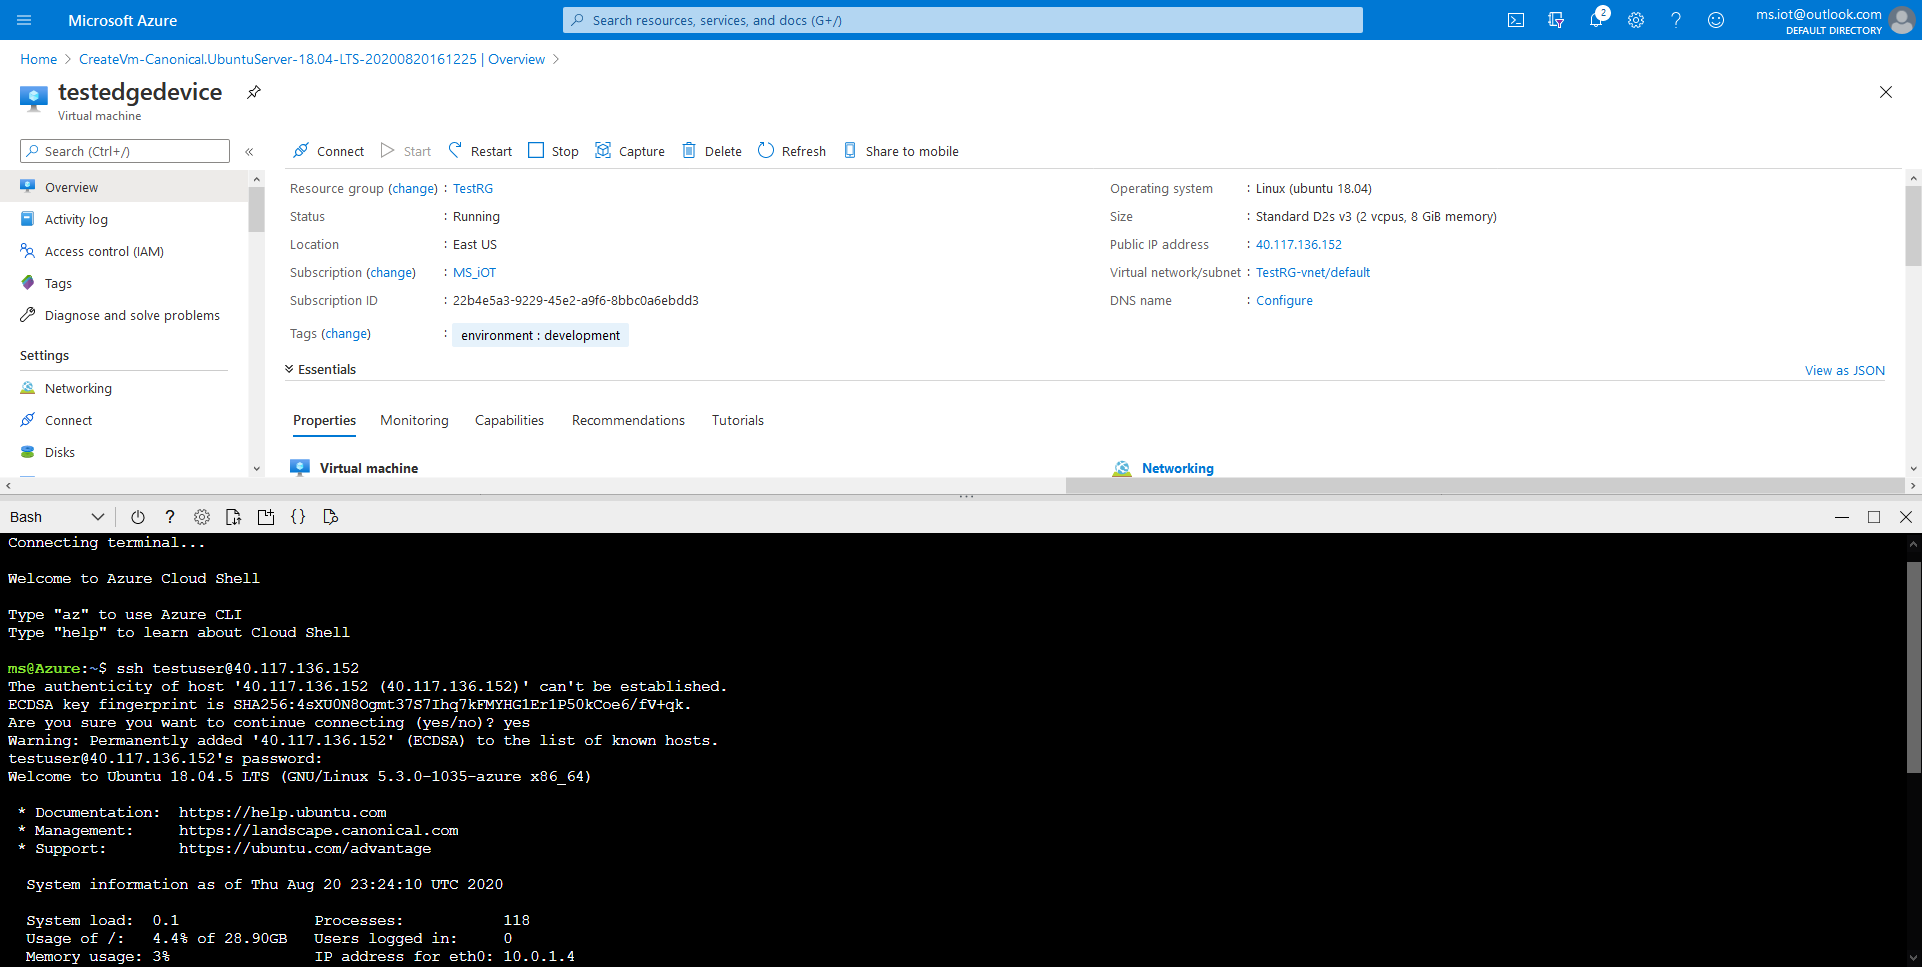 Microsoft Azure
Search resources, services, and docs (G+/)
2
ms.iot@outlook.com
DEFAULT DIRECTORY
Home > CreateVm-Canonical.UbuntuServer-18.04-LTS-20200820161225 | Overview >
testedgedevice
Virtual machine
Search (Ctrl+/)
«
Connect Start Restart Stop Capture Delete Refresh Share to mobile
Overview
Activity log
Access control (IAM)
Tags
Diagnose and solve problems
Settings
Networking
Connect
Disks
Resource group (change) : TestRG
Status : Running
Location : East US
Subscription (change) : MS_iOT
Subscription ID : 22b4e5a3-9229-45e2-a9f6-8bbc0a6ebdd3
Tags (change) : environment : development
Operating system : Linux (ubuntu 18.04)
Size : Standard D2s v3 (2 vcpus, 8 GiB memory)
Public IP address : 40.117.136.152
Virtual network/subnet : TestRG-vnet/default
DNS name : Configure
Essentials
View as JSON
Properties Monitoring Capabilities Recommendations Tutorials
Virtual machine
Networking
Bash
? {}
Connecting terminal...
Welcome to Azure Cloud Shell
Type "az" to use Azure CLI
Type "help" to learn about Cloud Shell
ms@Azure:~$ ssh testuser@40.117.136.152
The authenticity of host '40.117.136.152 (40.117.136.152)' can't be established.
ECDSA key fingerprint is SHA256:4sXU0N8Ogmt37S7Ihq7kFMYHG1Er1P50kCoe6/fV+qk.
Are you sure you want to continue connecting (yes/no)? yes
Warning: Permanently added '40.117.136.152' (ECDSA) to the list of known hosts.
testuser@40.117.136.152's password:
Welcome to Ubuntu 18.04.5 LTS (GNU/Linux 5.3.0-1035-azure x86_64)
* Documentation: https://help.ubuntu.com
* Management: https://landscape.canonical.com
* Support: https://ubuntu.com/advantage
System information as of Thu Aug 20 23:24:10 UTC 2020
System load: 0.1 Processes: 118
Usage of /: 4.4% of 28.90GB Users logged in: 0
Memory usage: 3% IP address for eth0: 10.0.1.4